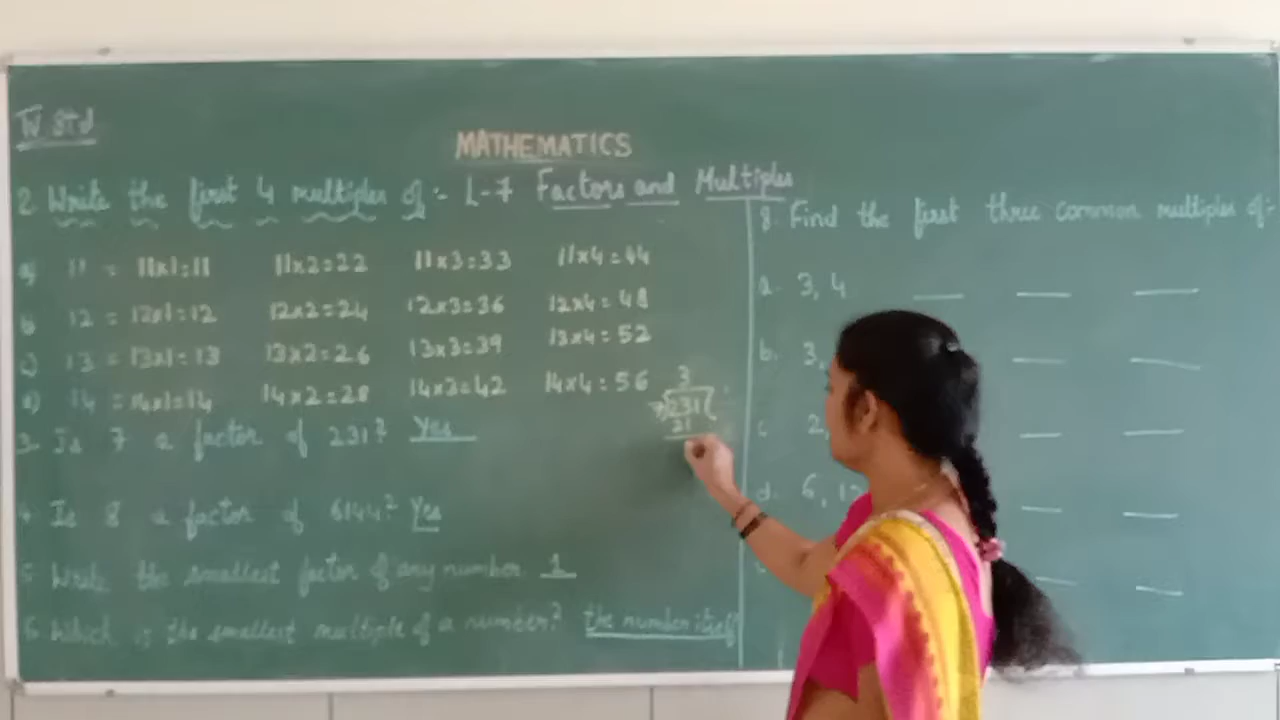 IV Std
MATHEMATICS
L-7 Factors and Multiples
2. Write the first 4 multiples of :-
a) 11 = 11x1=11 11x2=22 11x3=33 11x4=44
b) 12 = 12x1=12 12x2=24 12x3=36 12x4=48
c) 13 = 13x1=13 13x2=26 13x3=39 13x4=52
d) 14 = 14x1=14 14x2=28 14x3=42 14x4=56
3. Is 7 a factor of 231? Yes
3
7)231(
21
4. Is 8 a factor of 6144? Yes
5. Write the smallest factor of any number. 1
6. Which is the smallest multiple of a number? the number itself
8. Find the first three common multiples of :-
a. 3, 4
b. 3,
c 2,
d. 6, 12